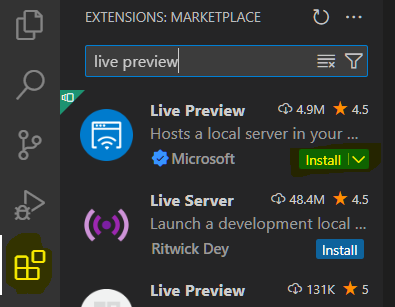 EXTENSIONS: MARKETPLACE
live preview
Live Preview 4.9M 4.5
Hosts a local server in your ...
Microsoft Install
Live Server 48.4M 4.5
Launch a development local ...
Ritwick Dey Install
Live Preview 131K 5